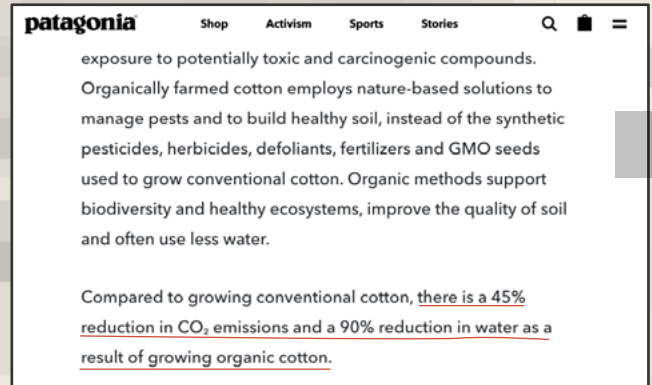 patagonia
Shop Activism Sports Stories
exposure to potentially toxic and carcinogenic compounds.
Organically farmed cotton employs nature-based solutions to
manage pests and to build healthy soil, instead of the synthetic
pesticides, herbicides, defoliants, fertilizers and GMO seeds
used to grow conventional cotton. Organic methods support
biodiversity and healthy ecosystems, improve the quality of soil
and often use less water.
Compared to growing conventional cotton, there is a 45%
reduction in CO₂ emissions and a 90% reduction in water as a
result of growing organic cotton.